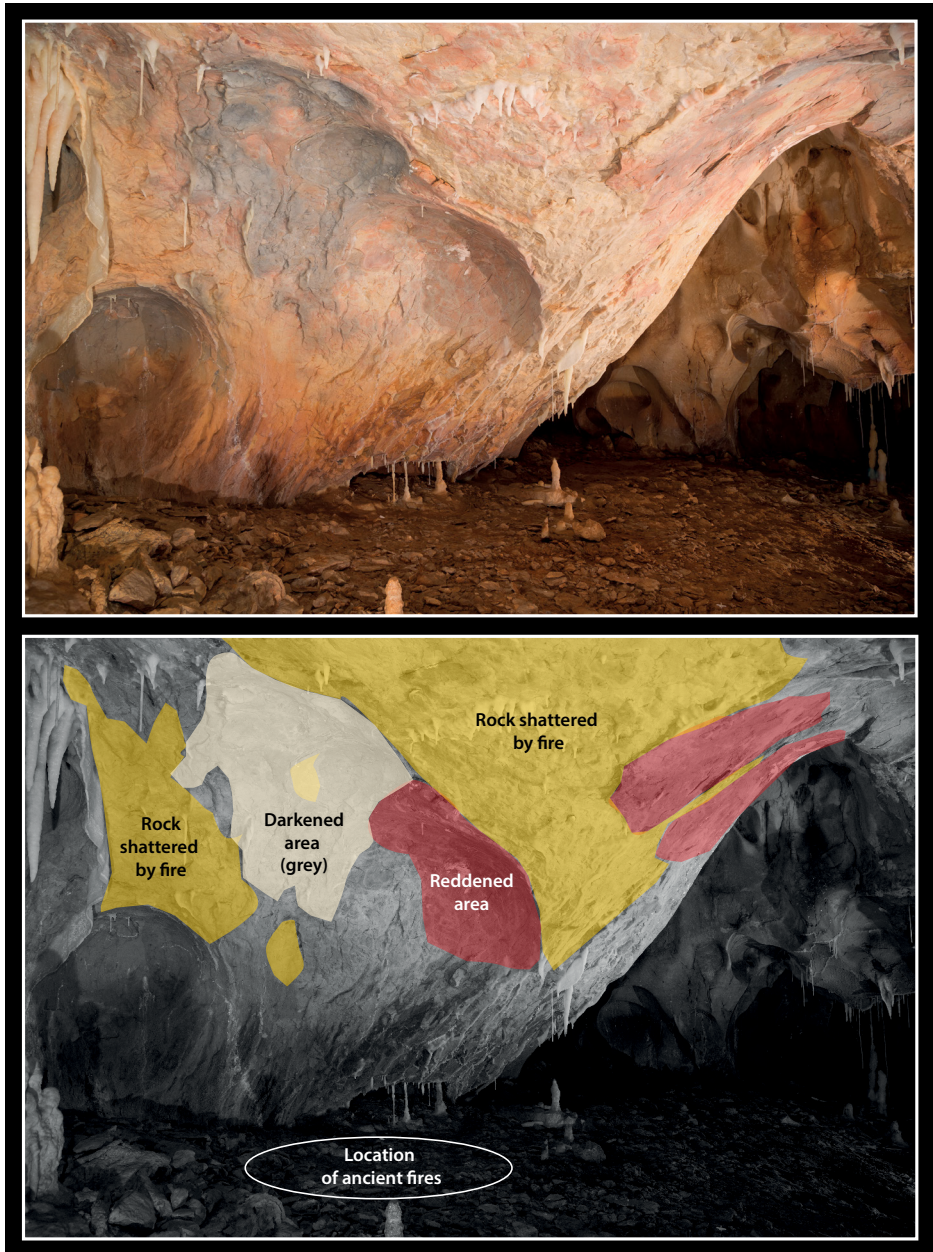 Rock shattered
by fire
Rock
shattered
by fire
Darkened
area
(grey)
Reddened
area
Location
of ancient fires